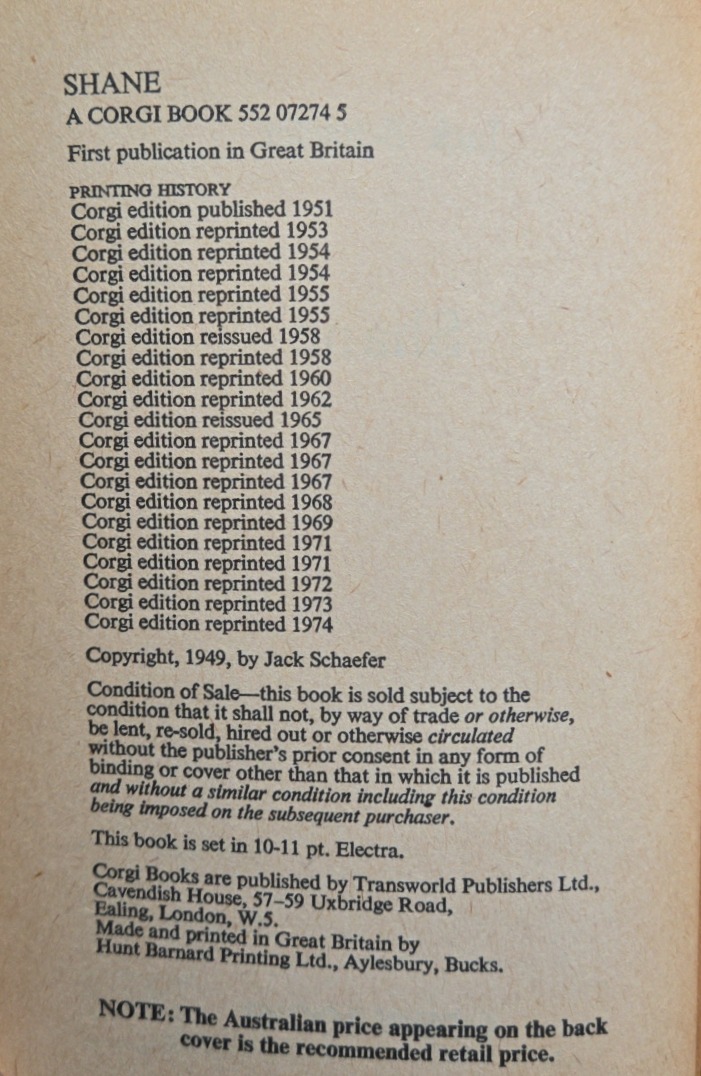 SHANE
A CORGI BOOK 552 07274 5
First publication in Great Britain
PRINTING HISTORY
Corgi edition published 1951
Corgi edition reprinted 1953
Corgi edition reprinted 1954
Corgi edition reprinted 1954
Corgi edition reprinted 1955
Corgi edition reprinted 1955
Corgi edition reissued 1958
Corgi edition reprinted 1958
Corgi edition reprinted 1960
Corgi edition reprinted 1962
Corgi edition reissued 1965
Corgi edition reprinted 1967
Corgi edition reprinted 1967
Corgi edition reprinted 1967
Corgi edition reprinted 1968
Corgi edition reprinted 1969
Corgi edition reprinted 1971
Corgi edition reprinted 1971
Corgi edition reprinted 1972
Corgi edition reprinted 1973
Corgi edition reprinted 1974
Copyright, 1949, by Jack Schaefer
Condition of Sale—this book is sold subject to the
condition that it shall not, by way of trade or otherwise,
be lent, re-sold, hired out or otherwise circulated
without the publisher's prior consent in any form of
binding or cover other than that in which it is published
and without a similar condition including this condition
being imposed on the subsequent purchaser.
This book is set in 10-11 pt. Electra.
Corgi Books are published by Transworld Publishers Ltd.,
Cavendish House, 57–59 Uxbridge Road,
Ealing, London, W.5.
Made and printed in Great Britain by
Hunt Barnard Printing Ltd., Aylesbury, Bucks.
NOTE: The Australian price appearing on the back
cover is the recommended retail price.